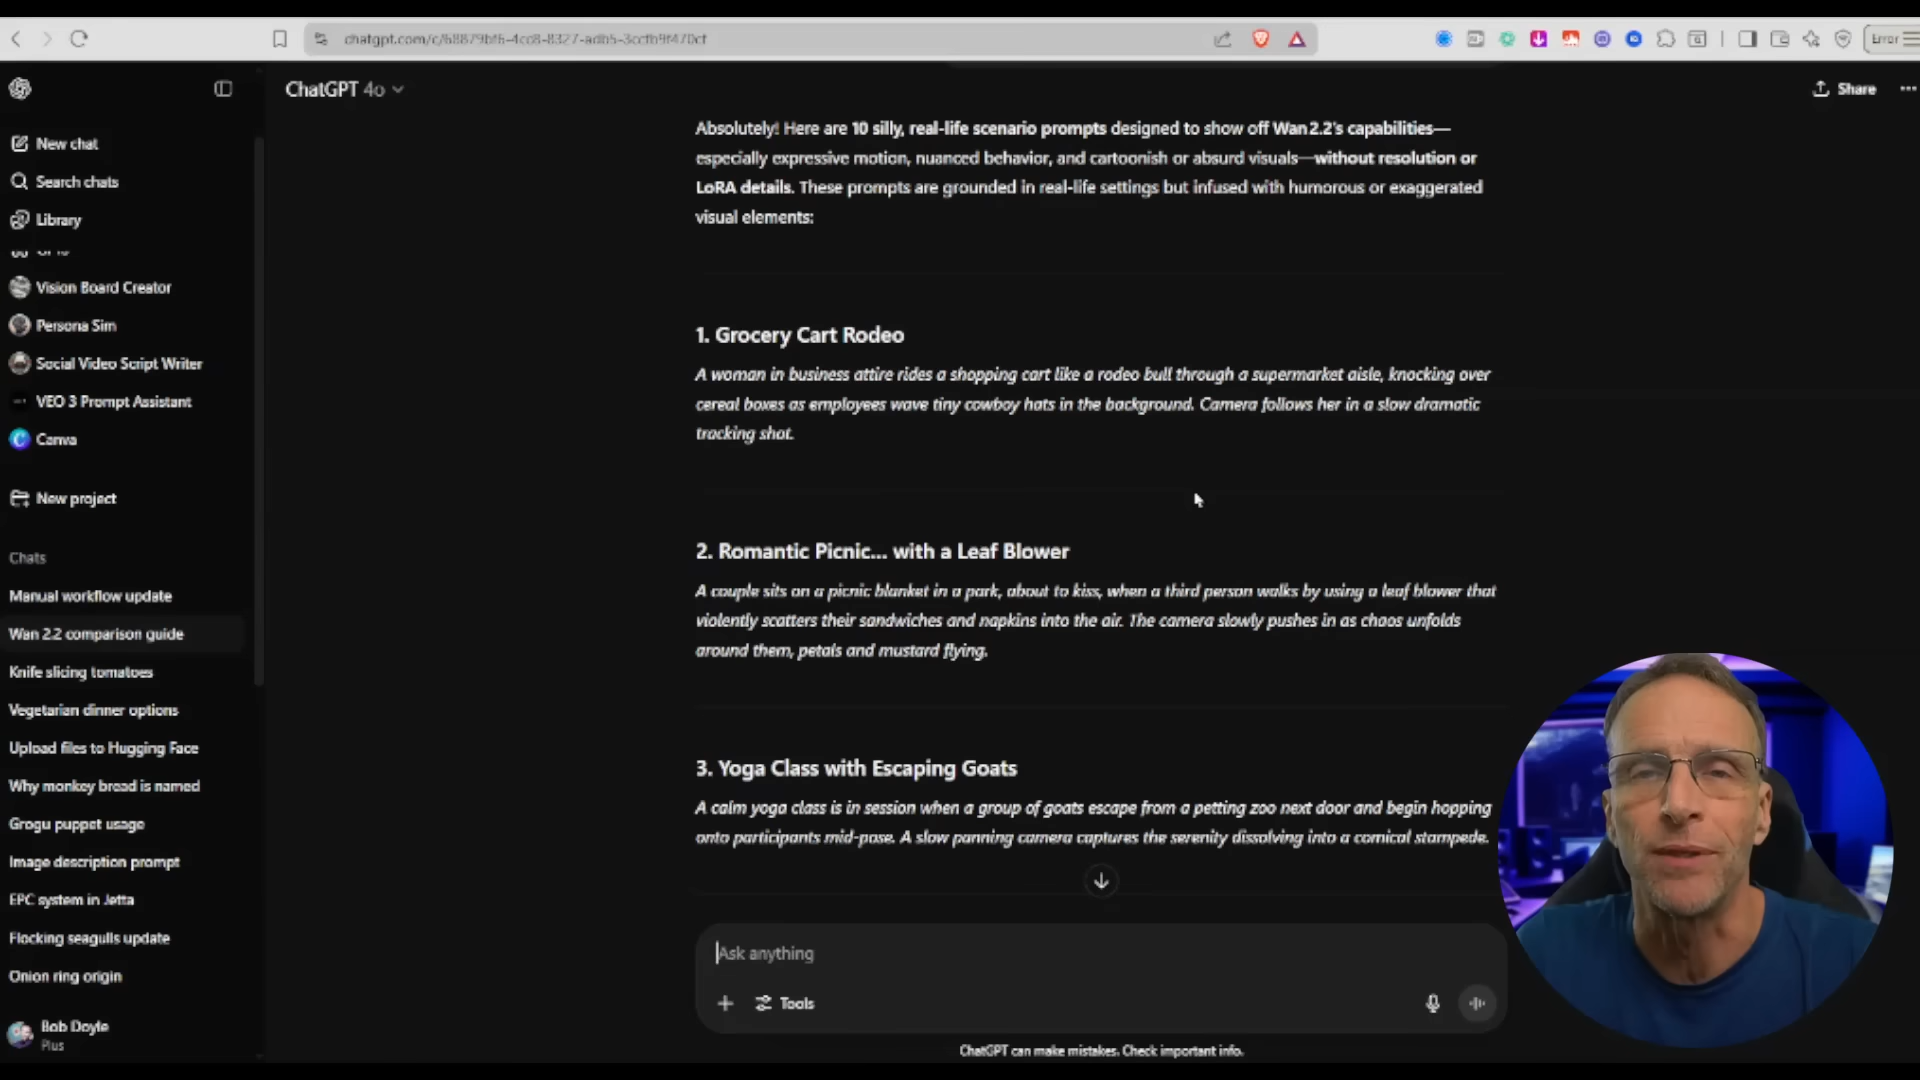 chatgpt.com/c/68879bf6-4cd8-8327-adb5-3ccfb9f470cf
Error
ChatGPT 4o
Share
New chat
Search chats
Library
Vision Board Creator
Persona Sim
Social Video Script Writer
VEO 3 Prompt Assistant
Canva
New project
Chats
Manual workflow update
Wan 2.2 comparison guide
Knife slicing tomatoes
Vegetarian dinner options
Upload files to Hugging Face
Why monkey bread is named
Grogu puppet usage
Image description prompt
EPC system in Jetta
Flocking seagulls update
Onion ring origin
Bob Doyle
Plus
Absolutely! Here are 10 silly, real-life scenario prompts designed to show off Wan 2.2's capabilities—
especially expressive motion, nuanced behavior, and cartoonish or absurd visuals—without resolution or
LoRA details. These prompts are grounded in real-life settings but infused with humorous or exaggerated
visual elements:
1. Grocery Cart Rodeo
A woman in business attire rides a shopping cart like a rodeo bull through a supermarket aisle, knocking over
cereal boxes as employees wave tiny cowboy hats in the background. Camera follows her in a slow dramatic
tracking shot.
2. Romantic Picnic... with a Leaf Blower
A couple sits on a picnic blanket in a park, about to kiss, when a third person walks by using a leaf blower that
violently scatters their sandwiches and napkins into the air. The camera slowly pushes in as chaos unfolds
around them, petals and mustard flying.
3. Yoga Class with Escaping Goats
A calm yoga class is in session when a group of goats escape from a petting zoo next door and begin hopping
onto participants mid-pose. A slow panning camera captures the serenity dissolving into a comical stampede.
Ask anything
Tools
ChatGPT can make mistakes. Check important info.